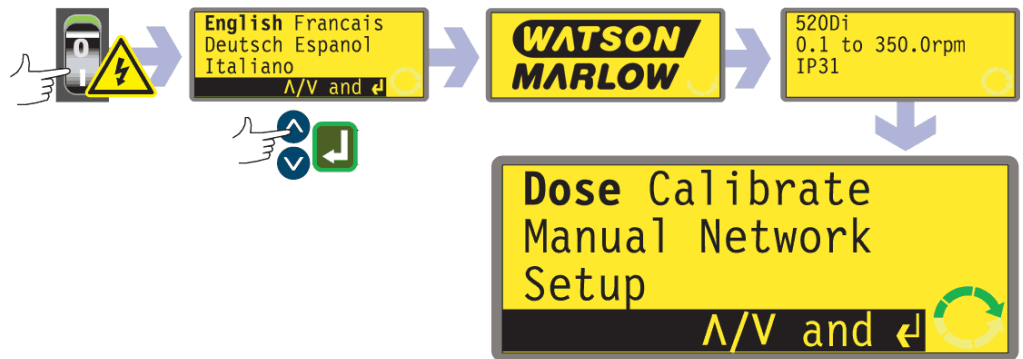 0
I
English Francais
Deutsch Espanol
Italiano
Λ/V and ↵
WATSON
MARLOW
520Di
0.1 to 350.0rpm
IP31
Dose Calibrate
Manual Network
Setup
Λ/V and ↵